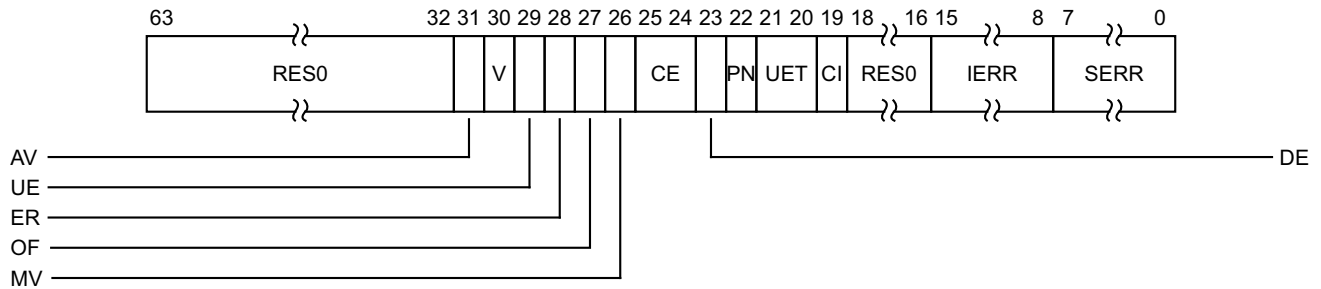 63 32 31 30 29 28 27 26 25 24 23 22 21 20 19 18 16 15 8 7 0
RES0 V CE PN UET CI RES0 IERR SERR
AV DE
UE
ER
OF
MV